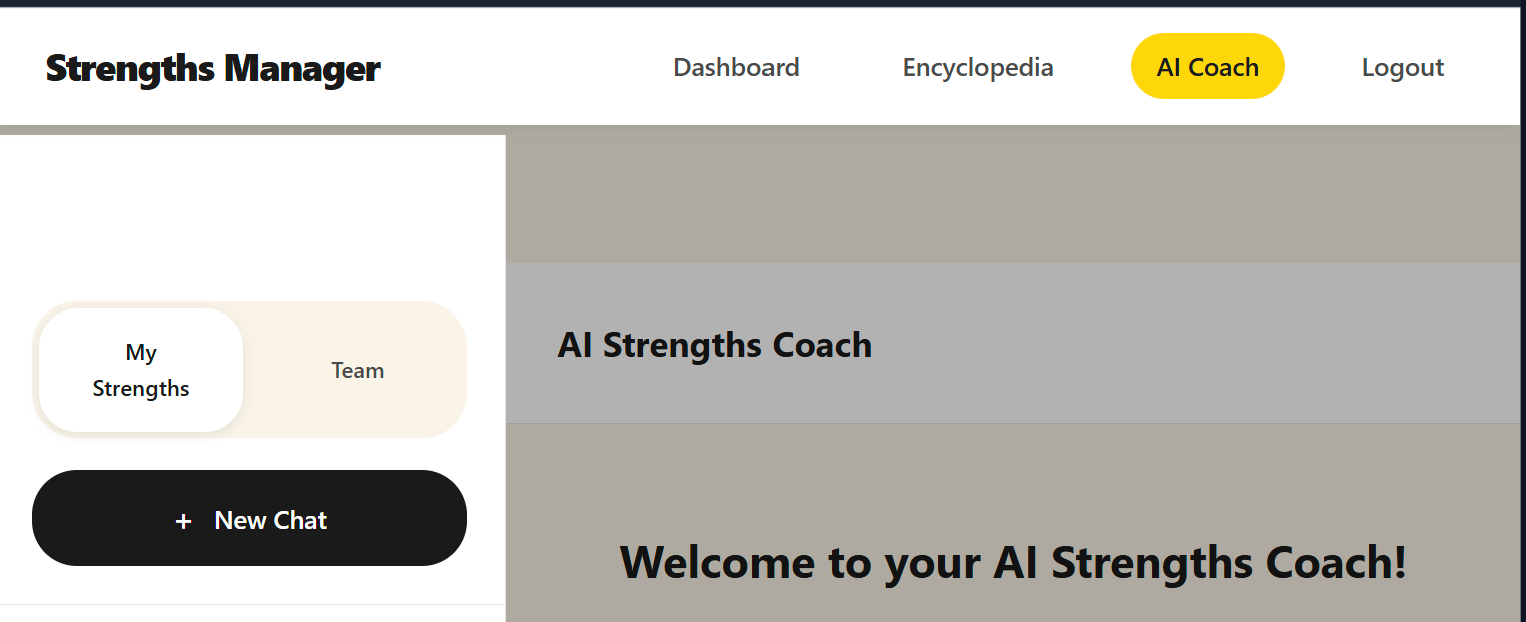 Strengths Manager
Dashboard
Encyclopedia
AI Coach
Logout
My
Strengths
Team
+ New Chat
AI Strengths Coach
Welcome to your AI Strengths Coach!